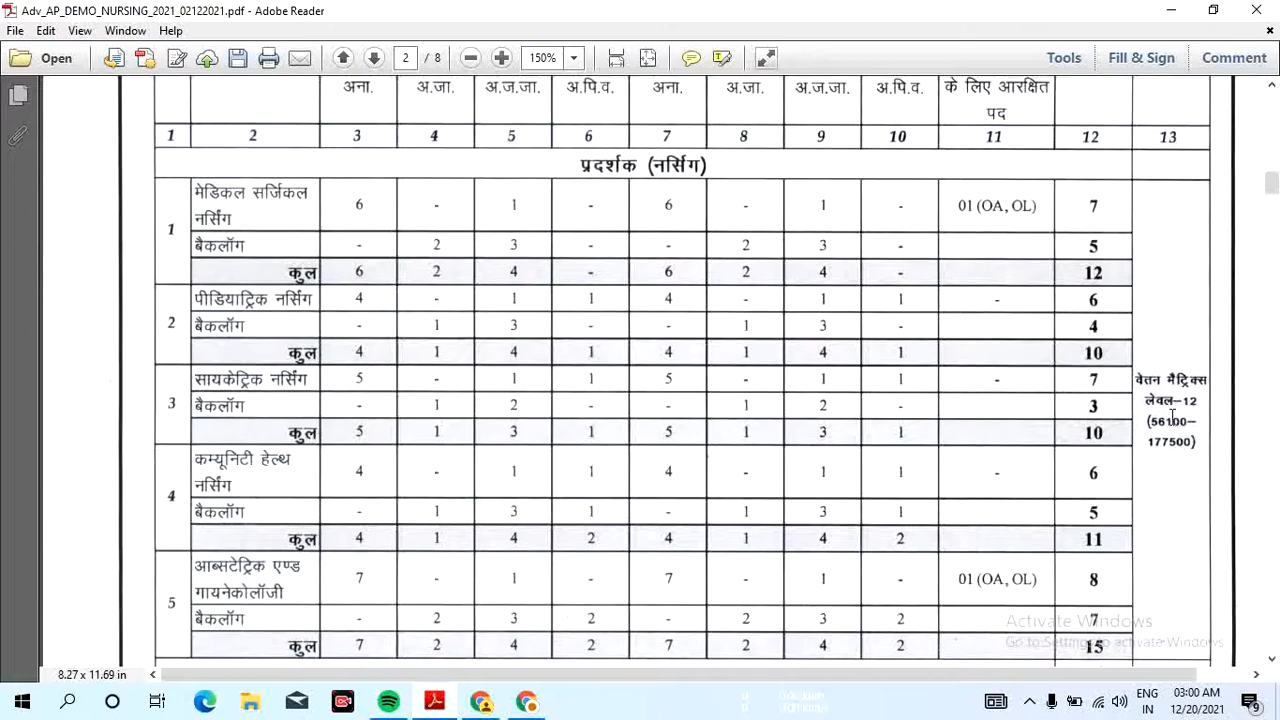 Adv_AP_DEMO_NURSING_2021_02122021.pdf - Adobe Reader
File Edit View Window Help
Open 2 / 8 150% Tools Fill & Sign Comment
अना. अ.जा. अ.ज.जा. अ.पि.व. अना. अ.जा. अ.ज.जा. अ.पि.व. के लिए आरक्षित
पद
1 2 3 4 5 6 7 8 9 10 11 12 13
प्रदर्शक (नर्सिंग)
1 मेडिकल सर्जिकल 6 - 1 - 6 - 1 - 01 (OA, OL) 7
नर्सिंग
बैकलॉग - 2 3 - - 2 3 - 5
कुल 6 2 4 - 6 2 4 - 12
2 पीडियाट्रिक नर्सिंग 4 - 1 1 4 - 1 1 - 6
बैकलॉग - 1 3 - - 1 3 - 4
कुल 4 1 4 1 4 1 4 1 10
3 सायकेट्रिक नर्सिंग 5 - 1 1 5 - 1 1 - 7
वेतन मैट्रिक्स
बैकलॉग - 1 2 - - 1 2 - 3
लेवल-12
(56100-
कुल 5 1 3 1 5 1 3 1 10
177500)
4 कम्यूनिटी हेल्थ 4 - 1 1 4 - 1 1 - 6
नर्सिंग
बैकलॉग - 1 3 1 - 1 3 1 5
कुल 4 1 4 2 4 1 4 2 11
5 आब्सटेट्रिक एण्ड 7 - 1 - 7 - 1 - 01 (OA, OL) 8
गायनेकोलॉजी
बैकलॉग - 2 3 2 - 2 3 2 7
Activate Windows
Go to Settings to activate Windows
कुल 7 2 4 2 7 2 4 2 15
8.27 x 11.69 in
ENG 03:00 AM
IN 12/20/2021 9